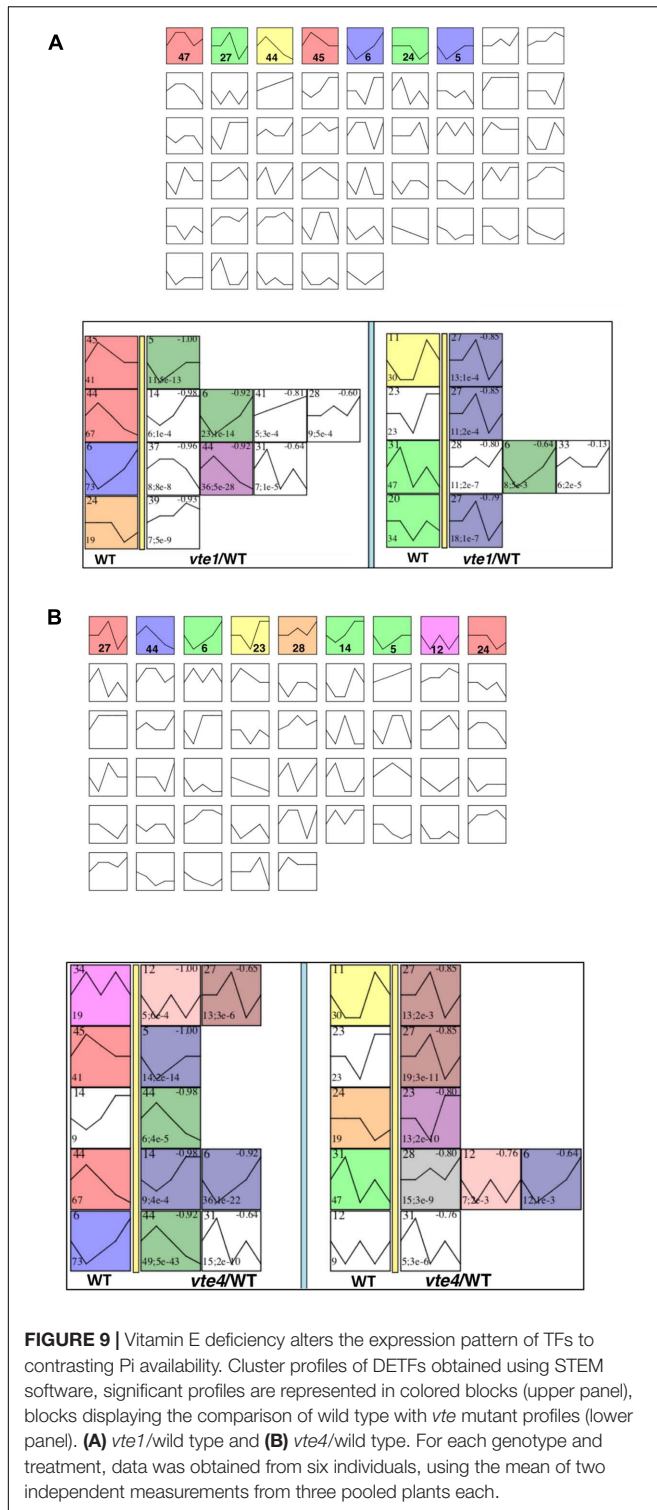 A
47 27 44 45 6 24 5
45 5 -1.00
41
44 14 -0.98 6 -0.92 41 -0.81 28 -0.60
67 6;1e-4 23;1e-14 5;3e-4 9;5e-4
6 37 -0.96 44 -0.92 31 -0.64
73 8;8e-8 36;5e-28 7;1e-5
24 39 -0.93
19 7;5e-9
WT vte1/WT
11 27 -0.85
30 13;1e-4
23 27 -0.85
23 11;2e-4
31 28 -0.80 6 -0.64 33 -0.13
47 11;2e-7 8;5e-3 6;2e-5
20 27 -0.79
34 18;1e-7
WT vte1/WT
B
27 44 6 23 28 14 5 12 24
34 12 -1.00 27 -0.65
19 5;6e-4 13;3e-6
45 5 -1.00
41 14;2e-14
14 44 -0.98
9 6;4e-5
44 14 -0.98 6 -0.92
67 9;4e-4 36;1e-22
6 44 -0.92 31 -0.64
73 49;5e-43 15;2e-10
WT vte4/WT
11 27 -0.85
30 13;2e-3
23 27 -0.85
23 19;3e-11
24 23 -0.80
19 13;2e-10
31 28 -0.80 12 -0.76 6 -0.64
47 15;3e-9 7;2e-3 12;1e-3
12 31 -0.76
9 5;3e-6
WT vte4/WT
FIGURE 9 | Vitamin E deficiency alters the expression pattern of TFs to
contrasting Pi availability. Cluster profiles of DETFs obtained using STEM
software, significant profiles are represented in colored blocks (upper panel),
blocks displaying the comparison of wild type with vte mutant profiles (lower
panel). (A) vte1/wild type and (B) vte4/wild type. For each genotype and
treatment, data was obtained from six individuals, using the mean of two
independent measurements from three pooled plants each.